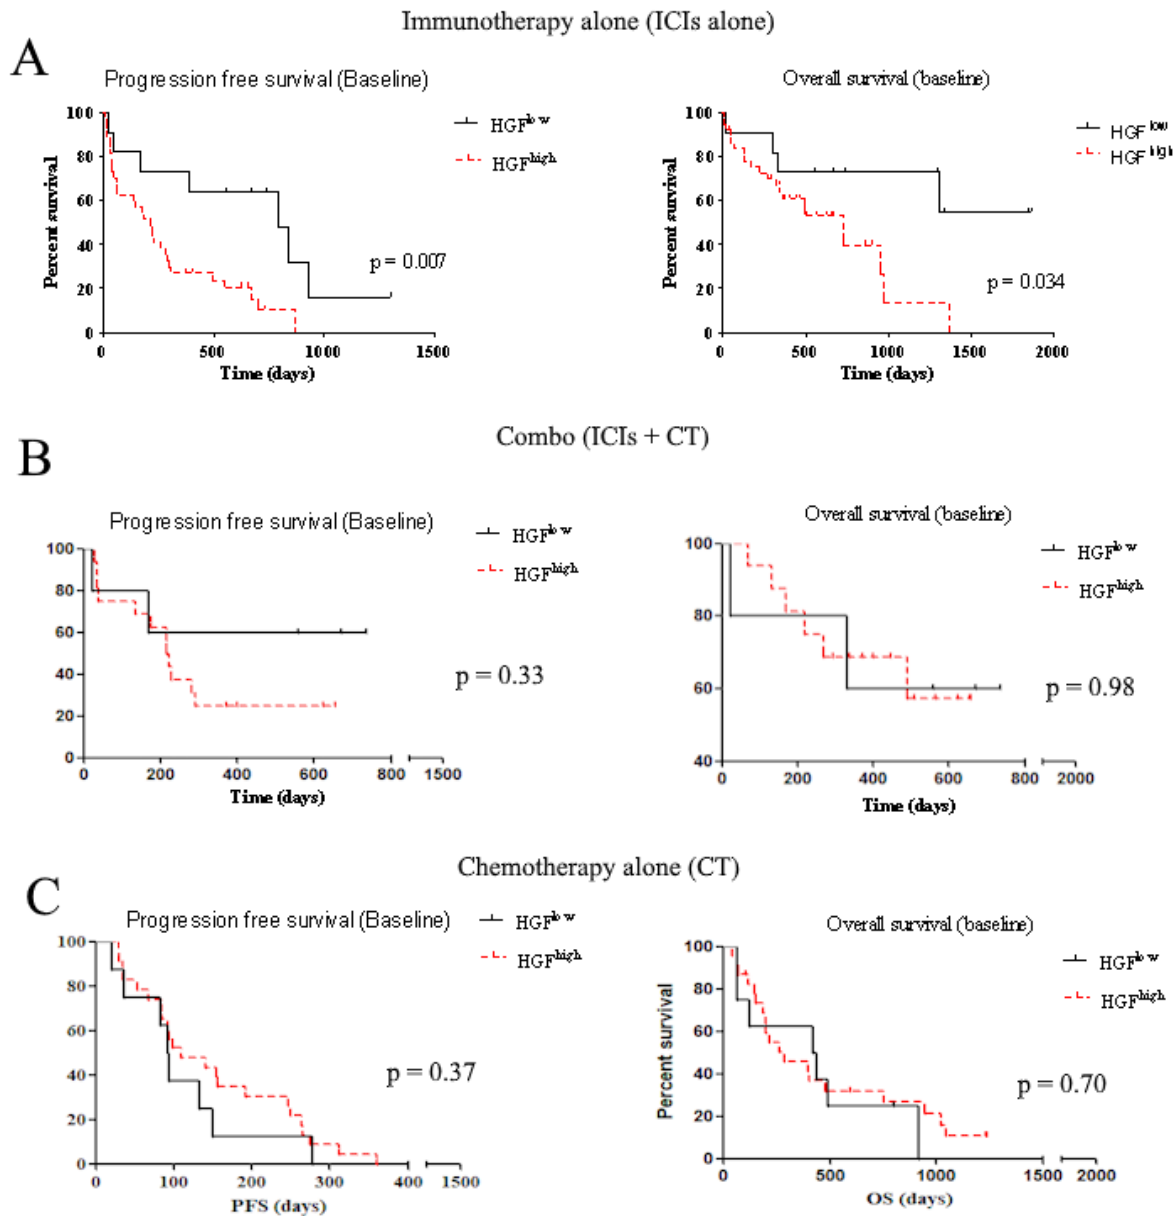 Immunotherapy alone (ICIs alone)
A
Progression free survival (Baseline)
HGFlow
HGFhigh
Percent survival
100
80
60
40
20
0
p = 0.007
0 500 1000 1500
Time (days)
Overall survival (baseline)
HGFlow
HGFhigh
Percent survival
100
80
60
40
20
0
p = 0.034
0 500 1000 1500 2000
Time (days)
Combo (ICIs + CT)
B
Progression free survival (Baseline)
HGFlow
HGFhigh
100
80
60
40
20
0
p = 0.33
0 200 400 600 800 1500
Time (days)
Overall survival (baseline)
HGFlow
HGFhigh
100
80
60
40
p = 0.98
0 200 400 600 800 2000
Time (days)
Chemotherapy alone (CT)
C
Progression free survival (Baseline)
HGFlow
HGFhigh
100
80
60
40
20
0
p = 0.37
0 100 200 300 400 1500
PFS (days)
Overall survival (baseline)
HGFlow
HGFhigh
Percent survival
100
80
60
40
20
0
p = 0.70
0 500 1000 1500 2000
OS (days)